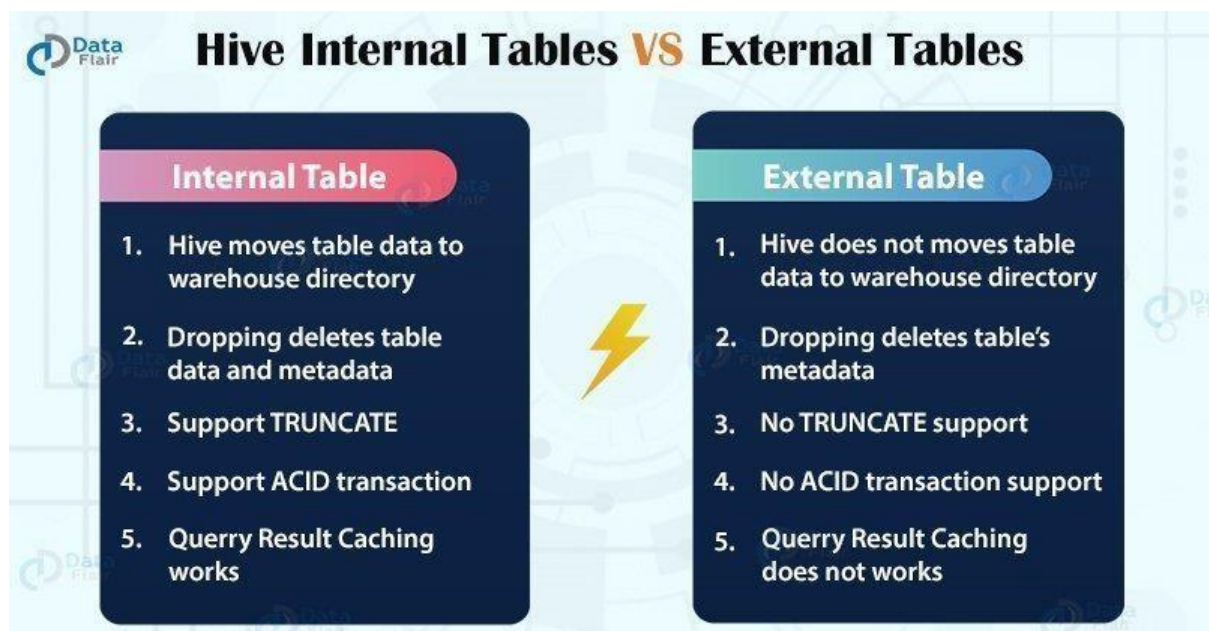 Data
Flair
Hive Internal Tables VS External Tables
Internal Table
1. Hive moves table data to
warehouse directory
2. Dropping deletes table
data and metadata
3. Support TRUNCATE
4. Support ACID transaction
5. Querry Result Caching
works
External Table
1. Hive does not moves table
data to warehouse directory
2. Dropping deletes table's
metadata
3. No TRUNCATE support
4. No ACID transaction support
5. Querry Result Caching
does not works